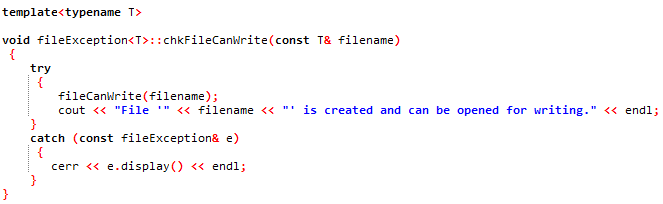 template<typename T>
void fileException<T>::chkFileCanWrite(const T& filename)
{
try
{
fileCanWrite(filename);
cout << "File '" << filename << "' is created and can be opened for writing." << endl;
}
catch (const fileException& e)
{
cerr << e.display() << endl;
}
}